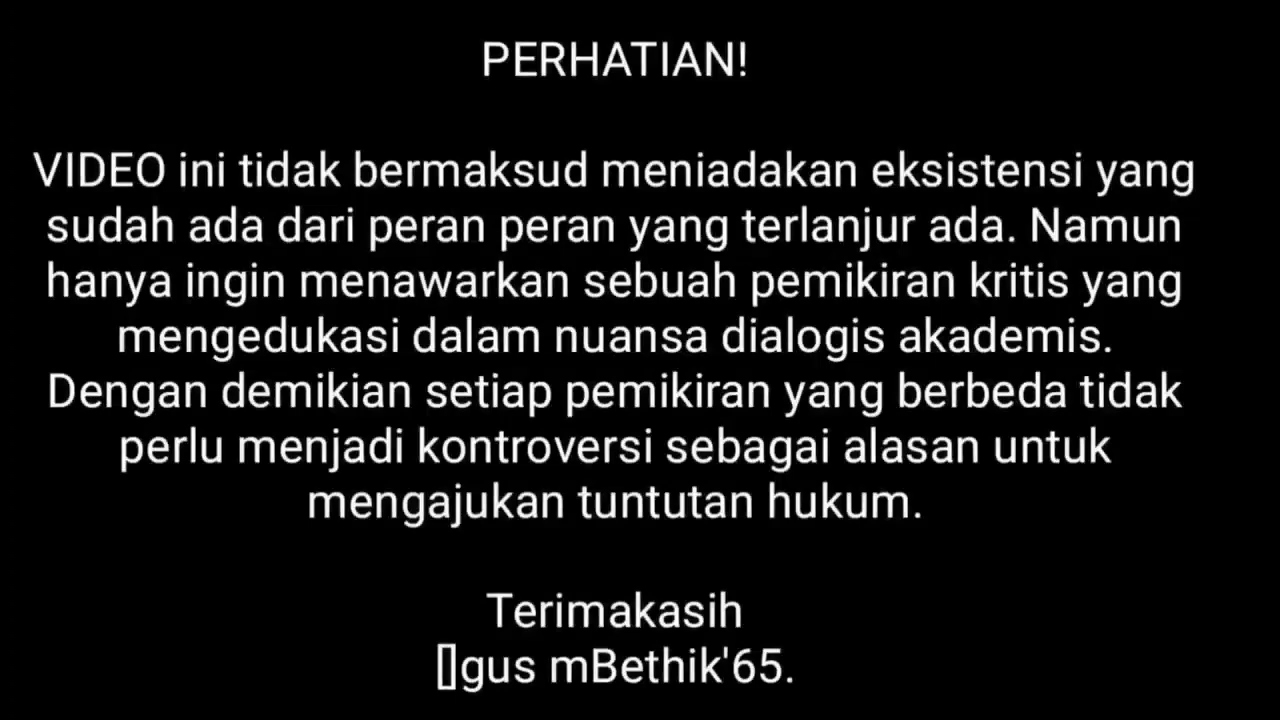 PERHATIAN!
VIDEO ini tidak bermaksud meniadakan eksistensi yang
sudah ada dari peran peran yang terlanjur ada. Namun
hanya ingin menawarkan sebuah pemikiran kritis yang
mengedukasi dalam nuansa dialogis akademis.
Dengan demikian setiap pemikiran yang berbeda tidak
perlu menjadi kontroversi sebagai alasan untuk
mengajukan tuntutan hukum.
Terimakasih
[]gus mBethik'65.